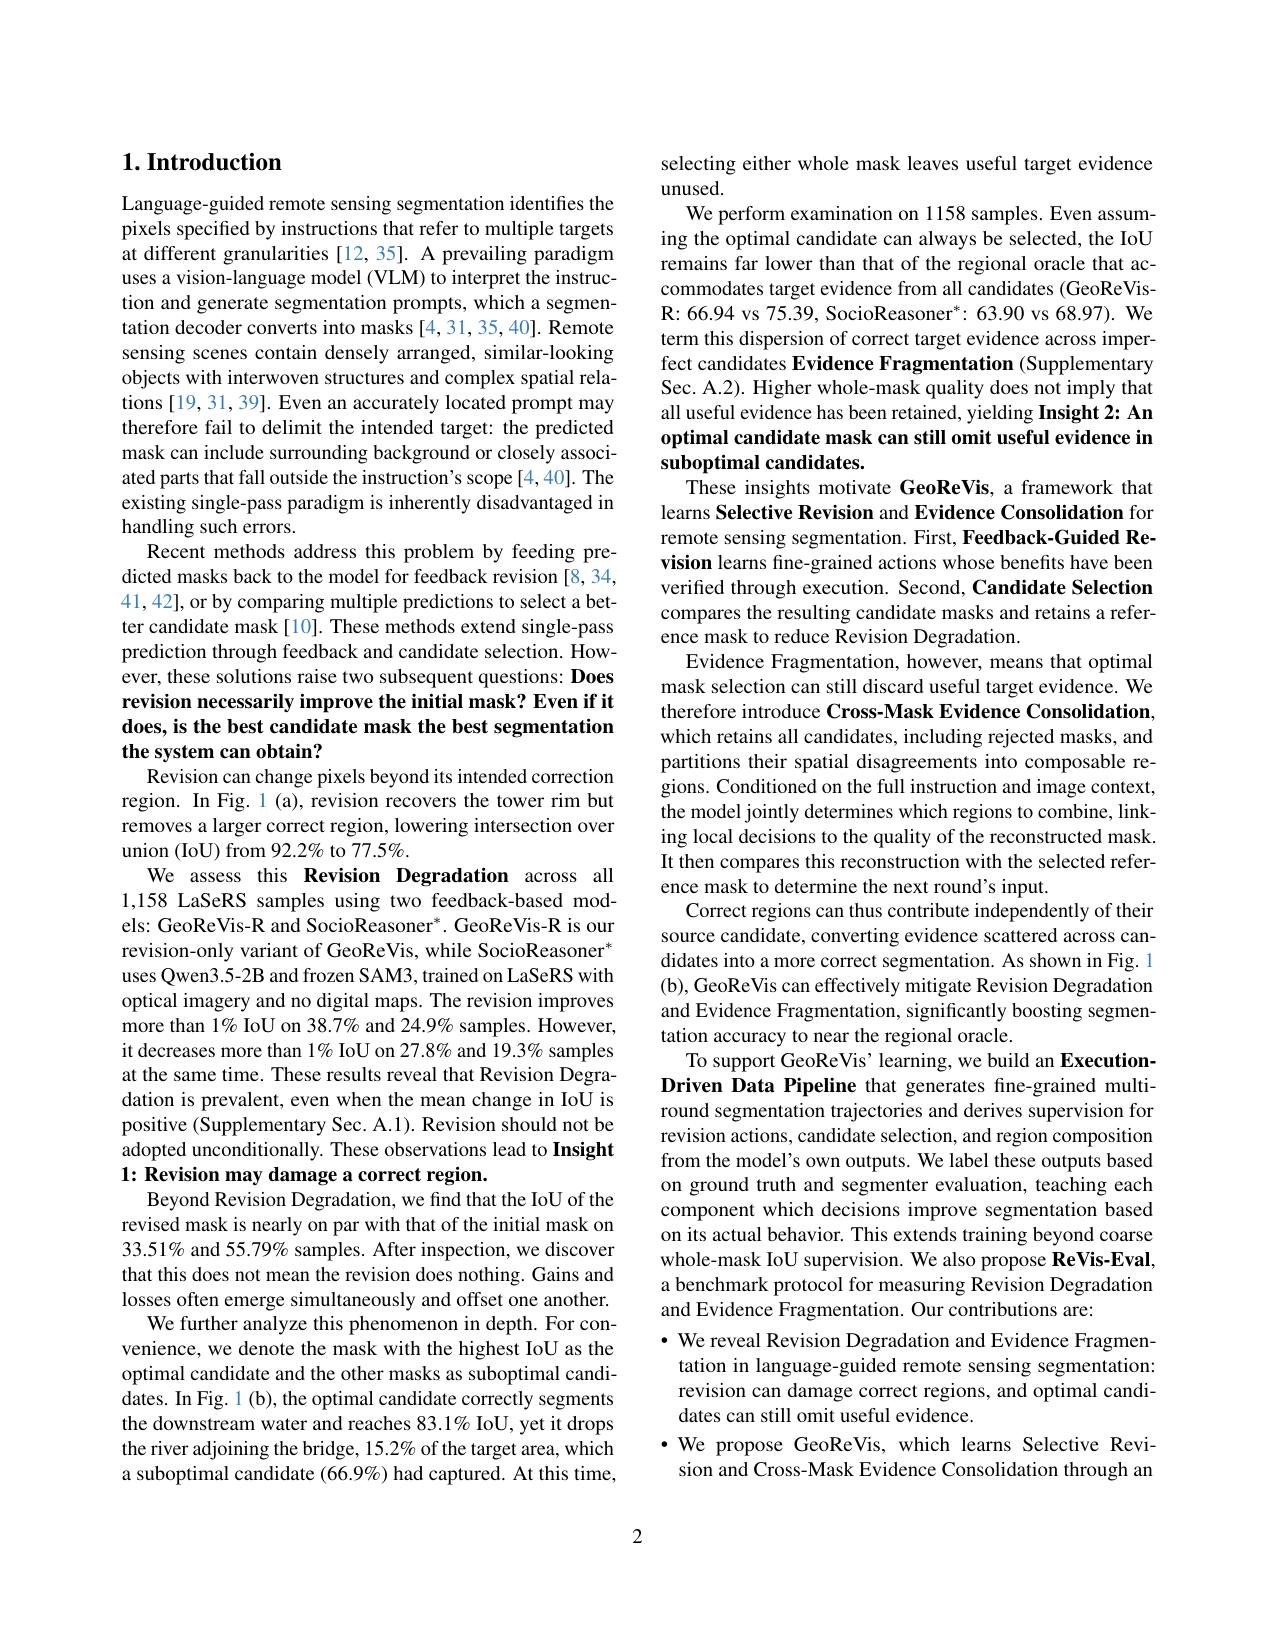 1. Introduction
Language-guided remote sensing segmentation identifies the
pixels specified by instructions that refer to multiple targets
at different granularities [12, 35]. A prevailing paradigm
uses a vision-language model (VLM) to interpret the instruc-
tion and generate segmentation prompts, which a segmen-
tation decoder converts into masks [4, 31, 35, 40]. Remote
sensing scenes contain densely arranged, similar-looking
objects with interwoven structures and complex spatial rela-
tions [19, 31, 39]. Even an accurately located prompt may
therefore fail to delimit the intended target: the predicted
mask can include surrounding background or closely associ-
ated parts that fall outside the instruction's scope [4, 40]. The
existing single-pass paradigm is inherently disadvantaged in
handling such errors.
Recent methods address this problem by feeding pre-
dicted masks back to the model for feedback revision [8, 34,
41, 42], or by comparing multiple predictions to select a bet-
ter candidate mask [10]. These methods extend single-pass
prediction through feedback and candidate selection. How-
ever, these solutions raise two subsequent questions: Does
revision necessarily improve the initial mask? Even if it
does, is the best candidate mask the best segmentation
the system can obtain?
Revision can change pixels beyond its intended correction
region. In Fig. 1 (a), revision recovers the tower rim but
removes a larger correct region, lowering intersection over
union (IoU) from 92.2% to 77.5%.
We assess this Revision Degradation across all
1,158 LaSeRS samples using two feedback-based mod-
els: GeoReVis-R and SocioReasoner*. GeoReVis-R is our
revision-only variant of GeoReVis, while SocioReasoner*
uses Qwen3.5-2B and frozen SAM3, trained on LaSeRS with
optical imagery and no digital maps. The revision improves
more than 1% IoU on 38.7% and 24.9% samples. However,
it decreases more than 1% IoU on 27.8% and 19.3% samples
at the same time. These results reveal that Revision Degra-
dation is prevalent, even when the mean change in IoU is
positive (Supplementary Sec. A.1). Revision should not be
adopted unconditionally. These observations lead to Insight
1: Revision may damage a correct region.
Beyond Revision Degradation, we find that the IoU of the
revised mask is nearly on par with that of the initial mask on
33.51% and 55.79% samples. After inspection, we discover
that this does not mean the revision does nothing. Gains and
losses often emerge simultaneously and offset one another.
We further analyze this phenomenon in depth. For con-
venience, we denote the mask with the highest IoU as the
optimal candidate and the other masks as suboptimal candi-
dates. In Fig. 1 (b), the optimal candidate correctly segments
the downstream water and reaches 83.1% IoU, yet it drops
the river adjoining the bridge, 15.2% of the target area, which
a suboptimal candidate (66.9%) had captured. At this time,
selecting either whole mask leaves useful target evidence
unused.
We perform examination on 1158 samples. Even assum-
ing the optimal candidate can always be selected, the IoU
remains far lower than that of the regional oracle that ac-
commodates target evidence from all candidates (GeoReVis-
R: 66.94 vs 75.39, SocioReasoner*: 63.90 vs 68.97). We
term this dispersion of correct target evidence across imper-
fect candidates Evidence Fragmentation (Supplementary
Sec. A.2). Higher whole-mask quality does not imply that
all useful evidence has been retained, yielding Insight 2: An
optimal candidate mask can still omit useful evidence in
suboptimal candidates.
These insights motivate GeoReVis, a framework that
learns Selective Revision and Evidence Consolidation for
remote sensing segmentation. First, Feedback-Guided Re-
vision learns fine-grained actions whose benefits have been
verified through execution. Second, Candidate Selection
compares the resulting candidate masks and retains a refer-
ence mask to reduce Revision Degradation.
Evidence Fragmentation, however, means that optimal
mask selection can still discard useful target evidence. We
therefore introduce Cross-Mask Evidence Consolidation,
which retains all candidates, including rejected masks, and
partitions their spatial disagreements into composable re-
gions. Conditioned on the full instruction and image context,
the model jointly determines which regions to combine, link-
ing local decisions to the quality of the reconstructed mask.
It then compares this reconstruction with the selected refer-
ence mask to determine the next round's input.
Correct regions can thus contribute independently of their
source candidate, converting evidence scattered across can-
didates into a more correct segmentation. As shown in Fig. 1
(b), GeoReVis can effectively mitigate Revision Degradation
and Evidence Fragmentation, significantly boosting segmen-
tation accuracy to near the regional oracle.
To support GeoReVis' learning, we build an Execution-
Driven Data Pipeline that generates fine-grained multi-
round segmentation trajectories and derives supervision for
revision actions, candidate selection, and region composition
from the model's own outputs. We label these outputs based
on ground truth and segmenter evaluation, teaching each
component which decisions improve segmentation based
on its actual behavior. This extends training beyond coarse
whole-mask IoU supervision. We also propose ReVis-Eval,
a benchmark protocol for measuring Revision Degradation
and Evidence Fragmentation. Our contributions are:
• We reveal Revision Degradation and Evidence Fragmen-
tation in language-guided remote sensing segmentation:
revision can damage correct regions, and optimal candi-
dates can still omit useful evidence.
• We propose GeoReVis, which learns Selective Revi-
sion and Cross-Mask Evidence Consolidation through an
2